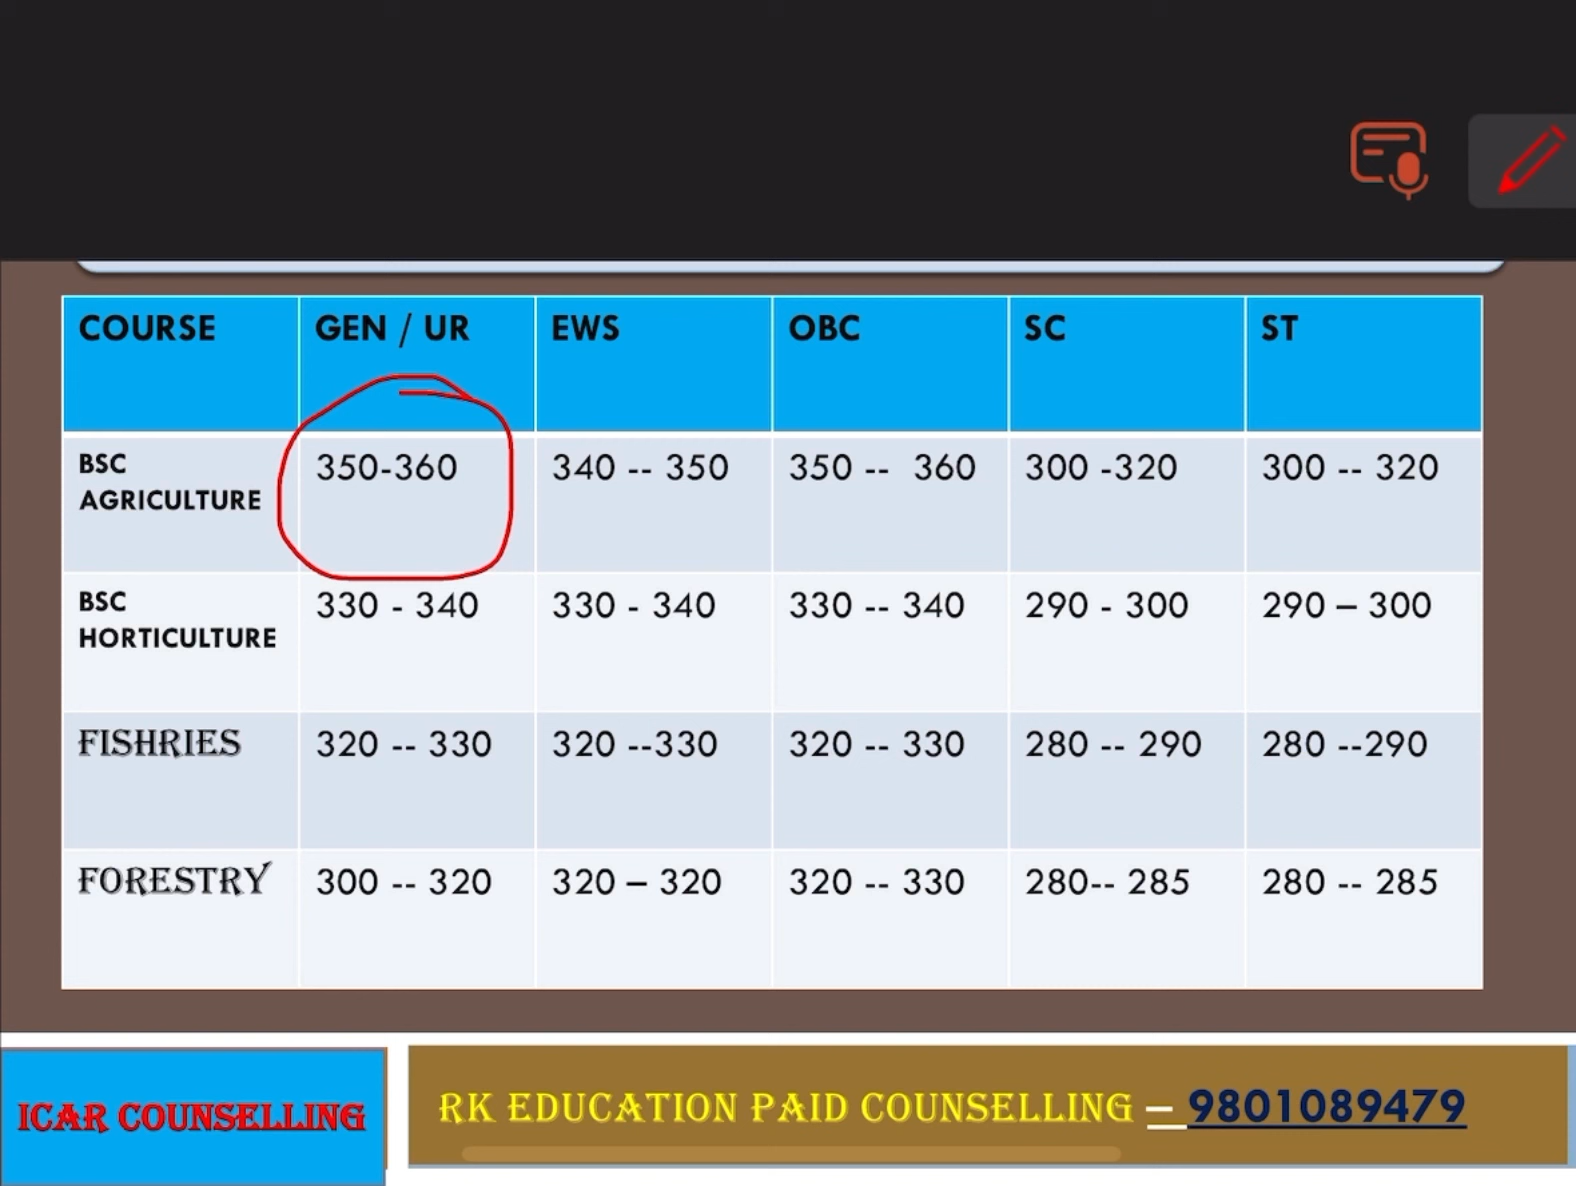 COURSE GEN / UR EWS OBC SC ST
BSC AGRICULTURE 350-360 340 -- 350 350 -- 360 300 -320 300 -- 320
BSC HORTICULTURE 330 - 340 330 - 340 330 -- 340 290 - 300 290 – 300
FISHRIES 320 -- 330 320 --330 320 -- 330 280 -- 290 280 --290
FORESTRY 300 -- 320 320 – 320 320 -- 330 280-- 285 280 -- 285
ICAR COUNSELLING
RK EDUCATION PAID COUNSELLING – 9801089479